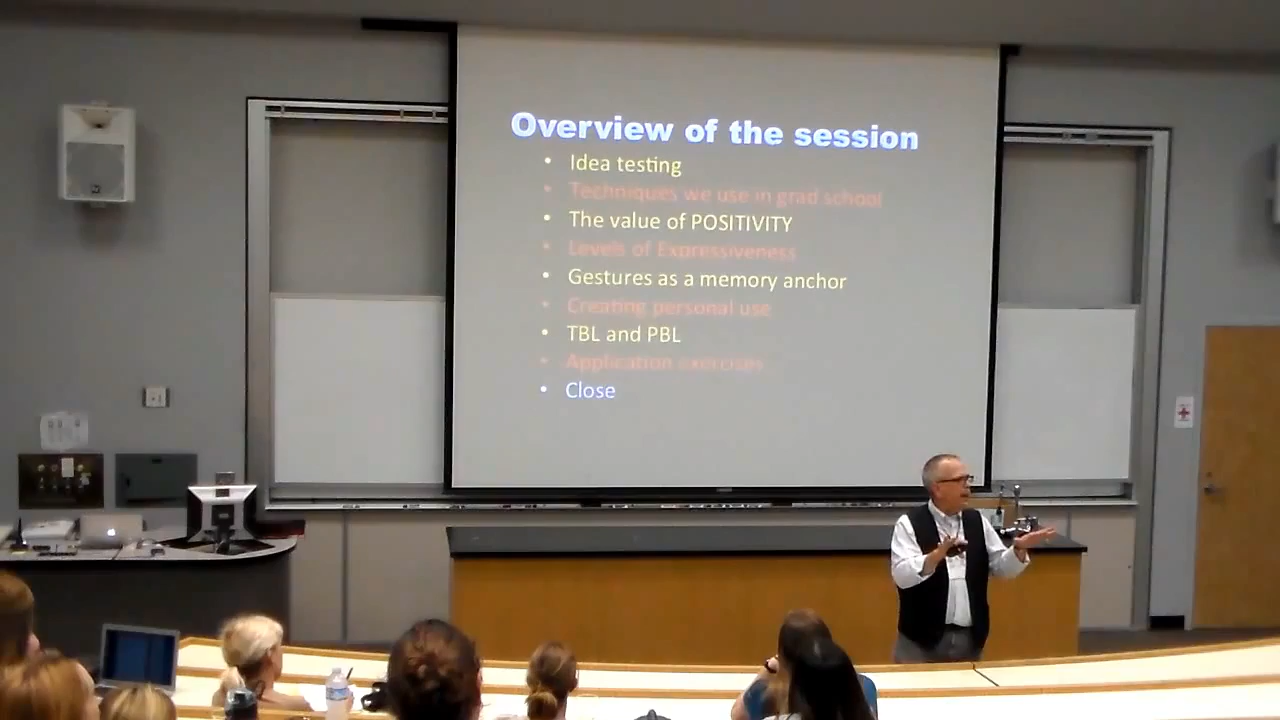 Overview of the session
• Idea testing
• Techniques we use in grad school
• The value of POSITIVITY
• Levels of Expressiveness
• Gestures as a memory anchor
• Creating personal use
• TBL and PBL
• Application exercises
• Close